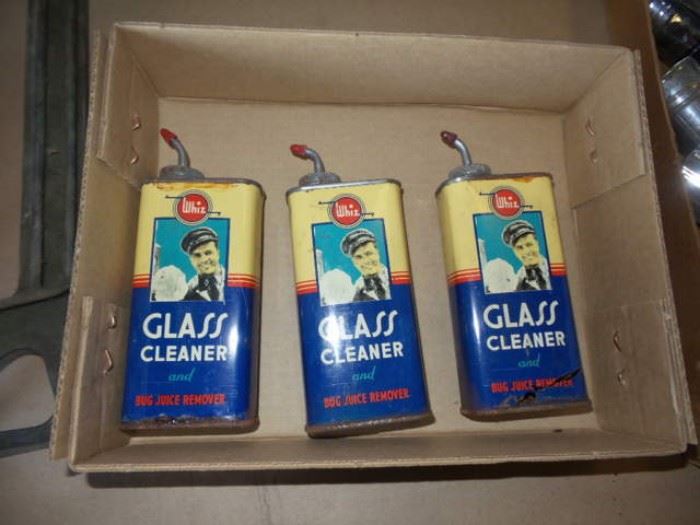 Whiz
GLASS
CLEANER
and
BUG JUICE REMOVER
Whiz
GLASS
CLEANER
and
BUG JUICE REMOVER
Whiz
GLASS
CLEANER
and
BUG JUICE REMOVER